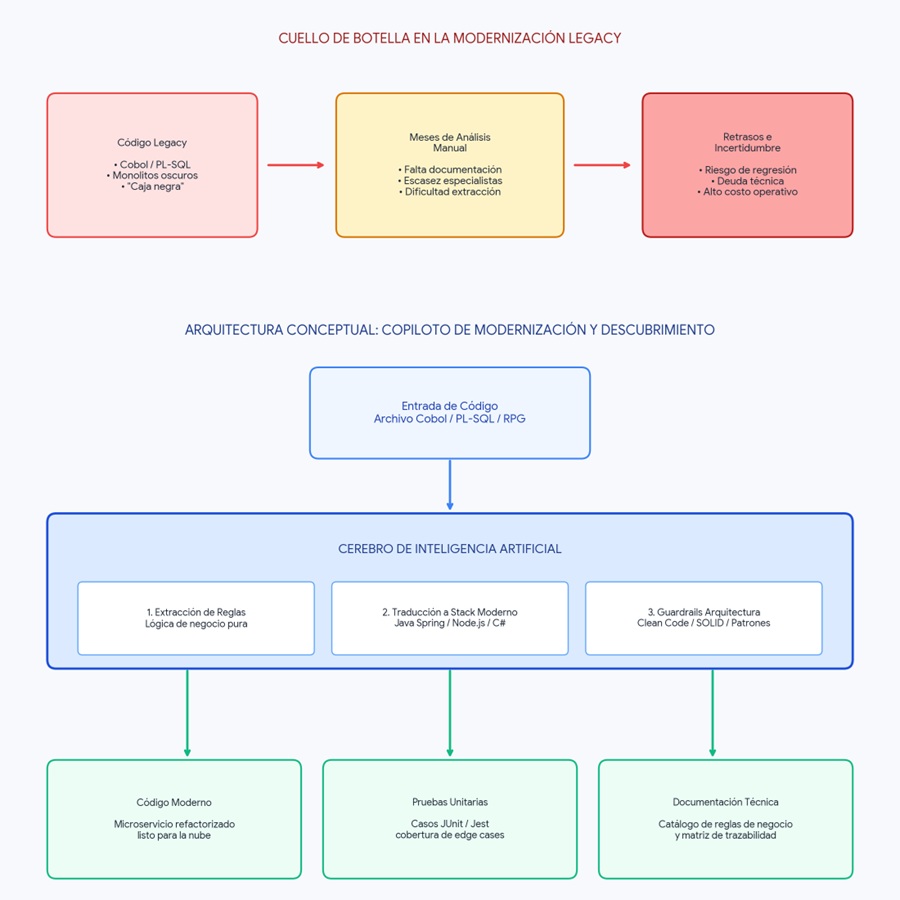 CUELLO DE BOTELLA EN LA MODERNIZACIÓN LEGACY
Código Legacy
• Cobol / PL-SQL
• Monolitos oscuros
• "Caja negra"
Meses de Análisis
Manual
• Falta documentación
• Escasez especialistas
• Dificultad extracción
Retrasos e
Incertidumbre
• Riesgo de regresión
• Deuda técnica
• Alto costo operativo
ARQUITECTURA CONCEPTUAL: COPILOTO DE MODERNIZACIÓN Y DESCUBRIMIENTO
Entrada de Código
Archivo Cobol / PL-SQL / RPG
CEREBRO DE INTELIGENCIA ARTIFICIAL
1. Extracción de Reglas
Lógica de negocio pura
2. Traducción a Stack Moderno
Java Spring / Node.js / C#
3. Guardrails Arquitectura
Clean Code / SOLID / Patrones
Código Moderno
Microservicio refactorizado
listo para la nube
Pruebas Unitarias
Casos JUnit / Jest
cobertura de edge cases
Documentación Técnica
Catálogo de reglas de negocio
y matriz de trazabilidad